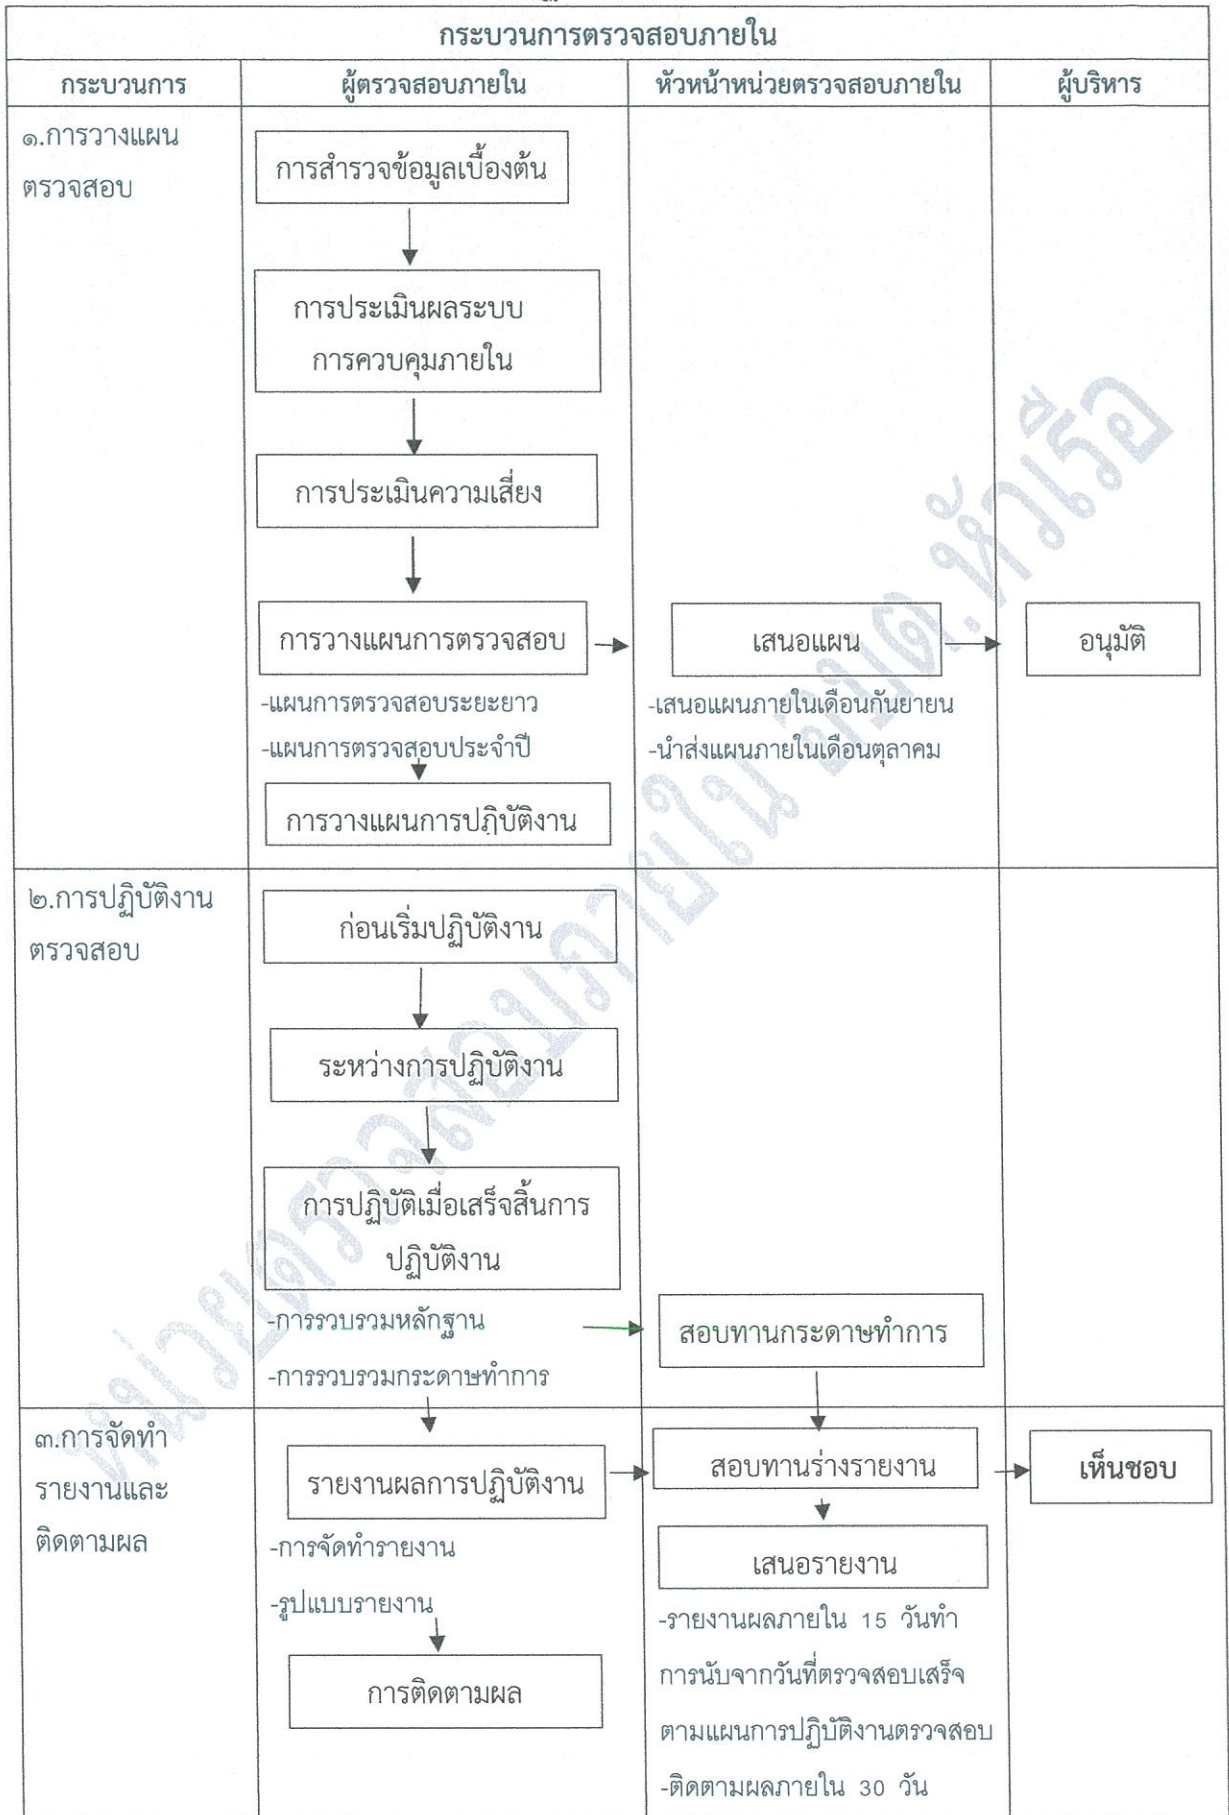 กระบวนการตรวจสอบภายใน
กระบวนการ
ผู้ตรวจสอบภายใน
หัวหน้าหน่วยตรวจสอบภายใน
ผู้บริหาร
๑.การวางแผน
ตรวจสอบ
การสำรวจข้อมูลเบื้องต้น
การประเมินผลระบบ
การควบคุมภายใน
การประเมินความเสี่ยง
การวางแผนการตรวจสอบ
เสนอแผน
อนุมัติ
-แผนการตรวจสอบระยะยาว
-แผนการตรวจสอบประจำปี
-เสนอแผนภายในเดือนกันยายน
-นำส่งแผนภายในเดือนตุลาคม
การวางแผนการปฏิบัติงาน
๒.การปฏิบัติงาน
ตรวจสอบ
ก่อนเริ่มปฏิบัติงาน
ระหว่างการปฏิบัติงาน
การปฏิบัติเมื่อเสร็จสิ้นการ
ปฏิบัติงาน
-การรวบรวมหลักฐาน
-การรวบรวมกระดาษทำการ
สอบทานกระดาษทำการ
๓.การจัดทำ
รายงานและ
ติดตามผล
รายงานผลการปฏิบัติงาน
สอบทานร่างรายงาน
เห็นชอบ
-การจัดทำรายงาน
-รูปแบบรายงาน
การติดตามผล
เสนอรายงาน
-รายงานผลภายใน 15 วันทำ
การนับจากวันที่ตรวจสอบเสร็จ
ตามแผนการปฏิบัติงานตรวจสอบ
-ติดตามผลภายใน 30 วัน
หน่วยตรวจสอบภายใน อบต.หัวเรือ